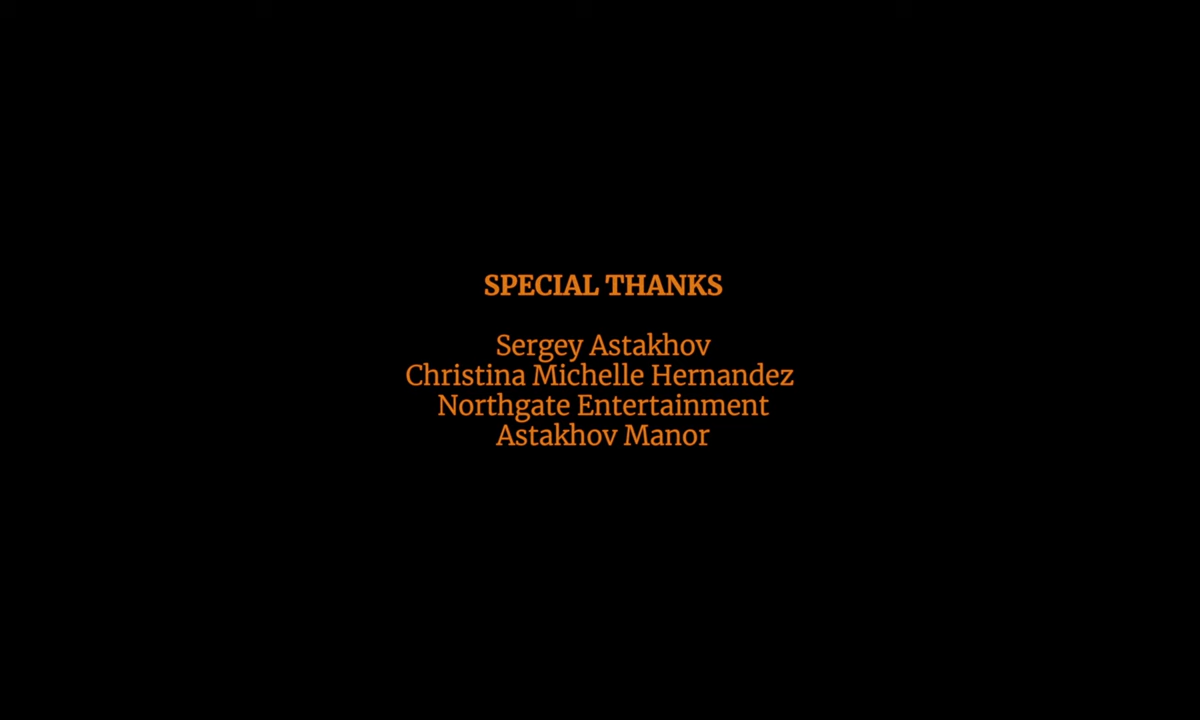 SPECIAL THANKS
Sergey Astakhov
Christina Michelle Hernandez
Northgate Entertainment
Astakhov Manor